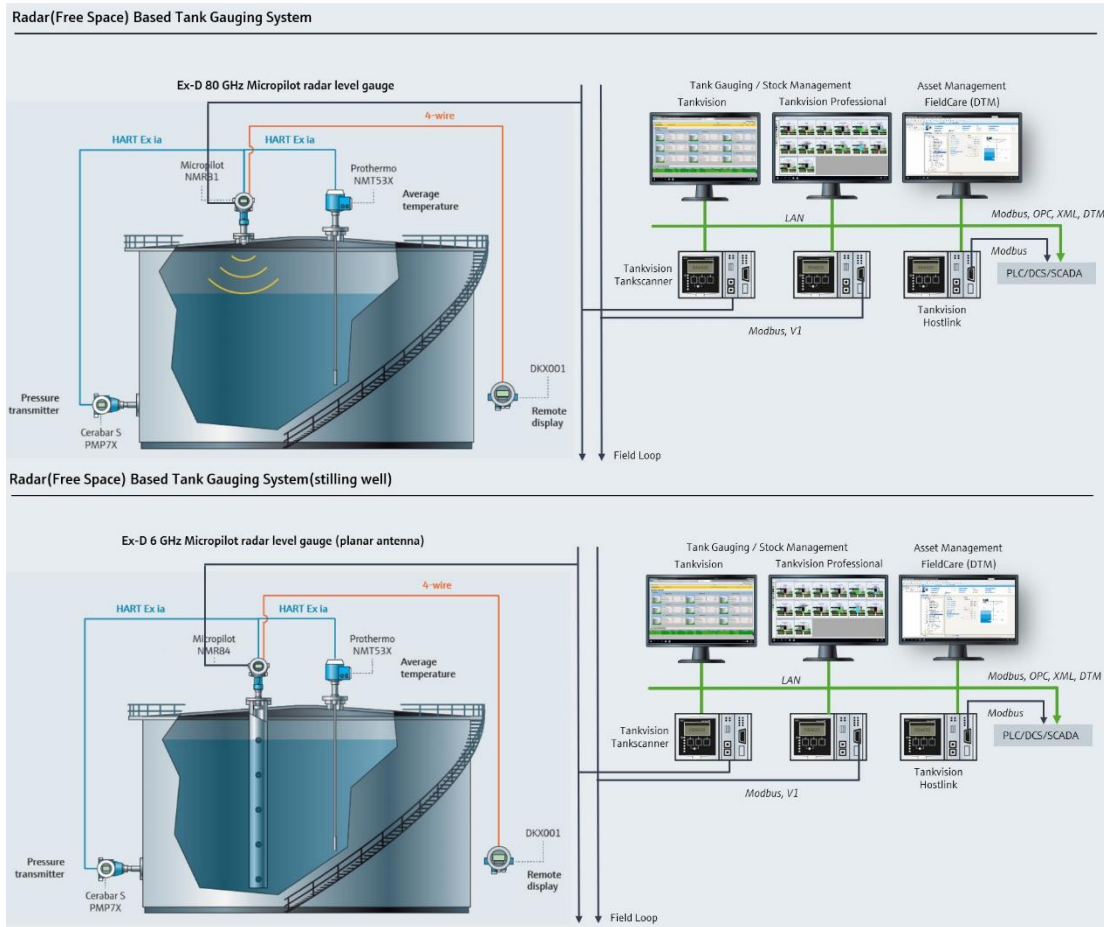 Radar(Free Space) Based Tank Gauging System
Ex-D 80 GHz Micropilot radar level gauge
4-wire
HART Ex ia
HART Ex ia
Micropilot
NMR81
Prothermo
NMT53X
Average
temperature
DKX001
Pressure
transmitter
Remote
display
Cerabar S
PMP7X
Tank Gauging / Stock Management
Tankvision
Tankvision Professional
Asset Management
FieldCare (DTM)
LAN
Modbus, OPC, XML, DTM
Modbus
Tankvision
Tankscanner
PLC/DCS/SCADA
Tankvision
Hostlink
Modbus, V1
Field Loop
Radar(Free Space) Based Tank Gauging System(stilling well)
Ex-D 6 GHz Micropilot radar level gauge (planar antenna)
4-wire
HART Ex ia
HART Ex ia
Micropilot
NMR84
Prothermo
NMT53X
Average
temperature
DKX001
Pressure
transmitter
Remote
display
Cerabar S
PMP7X
Tank Gauging / Stock Management
Tankvision
Tankvision Professional
Asset Management
FieldCare (DTM)
LAN
Modbus, OPC, XML, DTM
Modbus
Tankvision
Tankscanner
PLC/DCS/SCADA
Tankvision
Hostlink
Modbus, V1
Field Loop